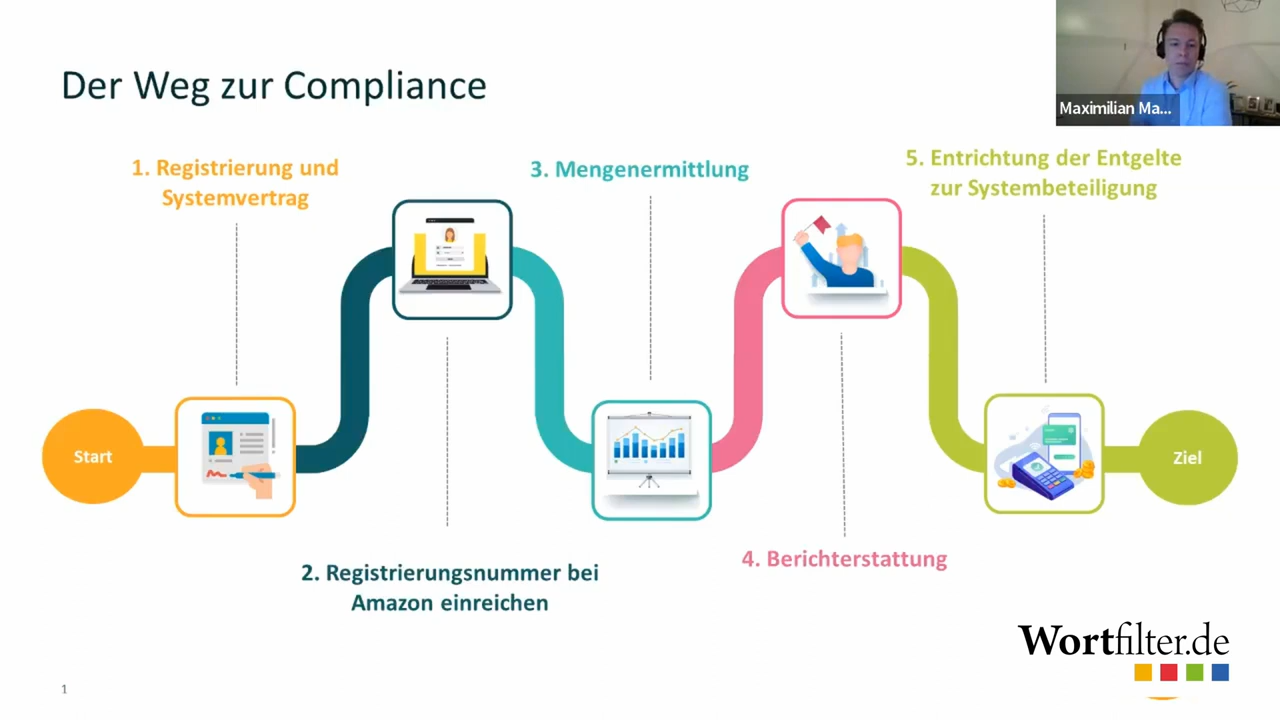 Der Weg zur Compliance
Maximilian Ma...
1. Registrierung und
Systemvertrag
3. Mengenermittlung
5. Entrichtung der Entgelte
zur Systembeteiligung
Start
Ziel
2. Registrierungsnummer bei
Amazon einreichen
4. Berichterstattung
Wortfilter.de
1